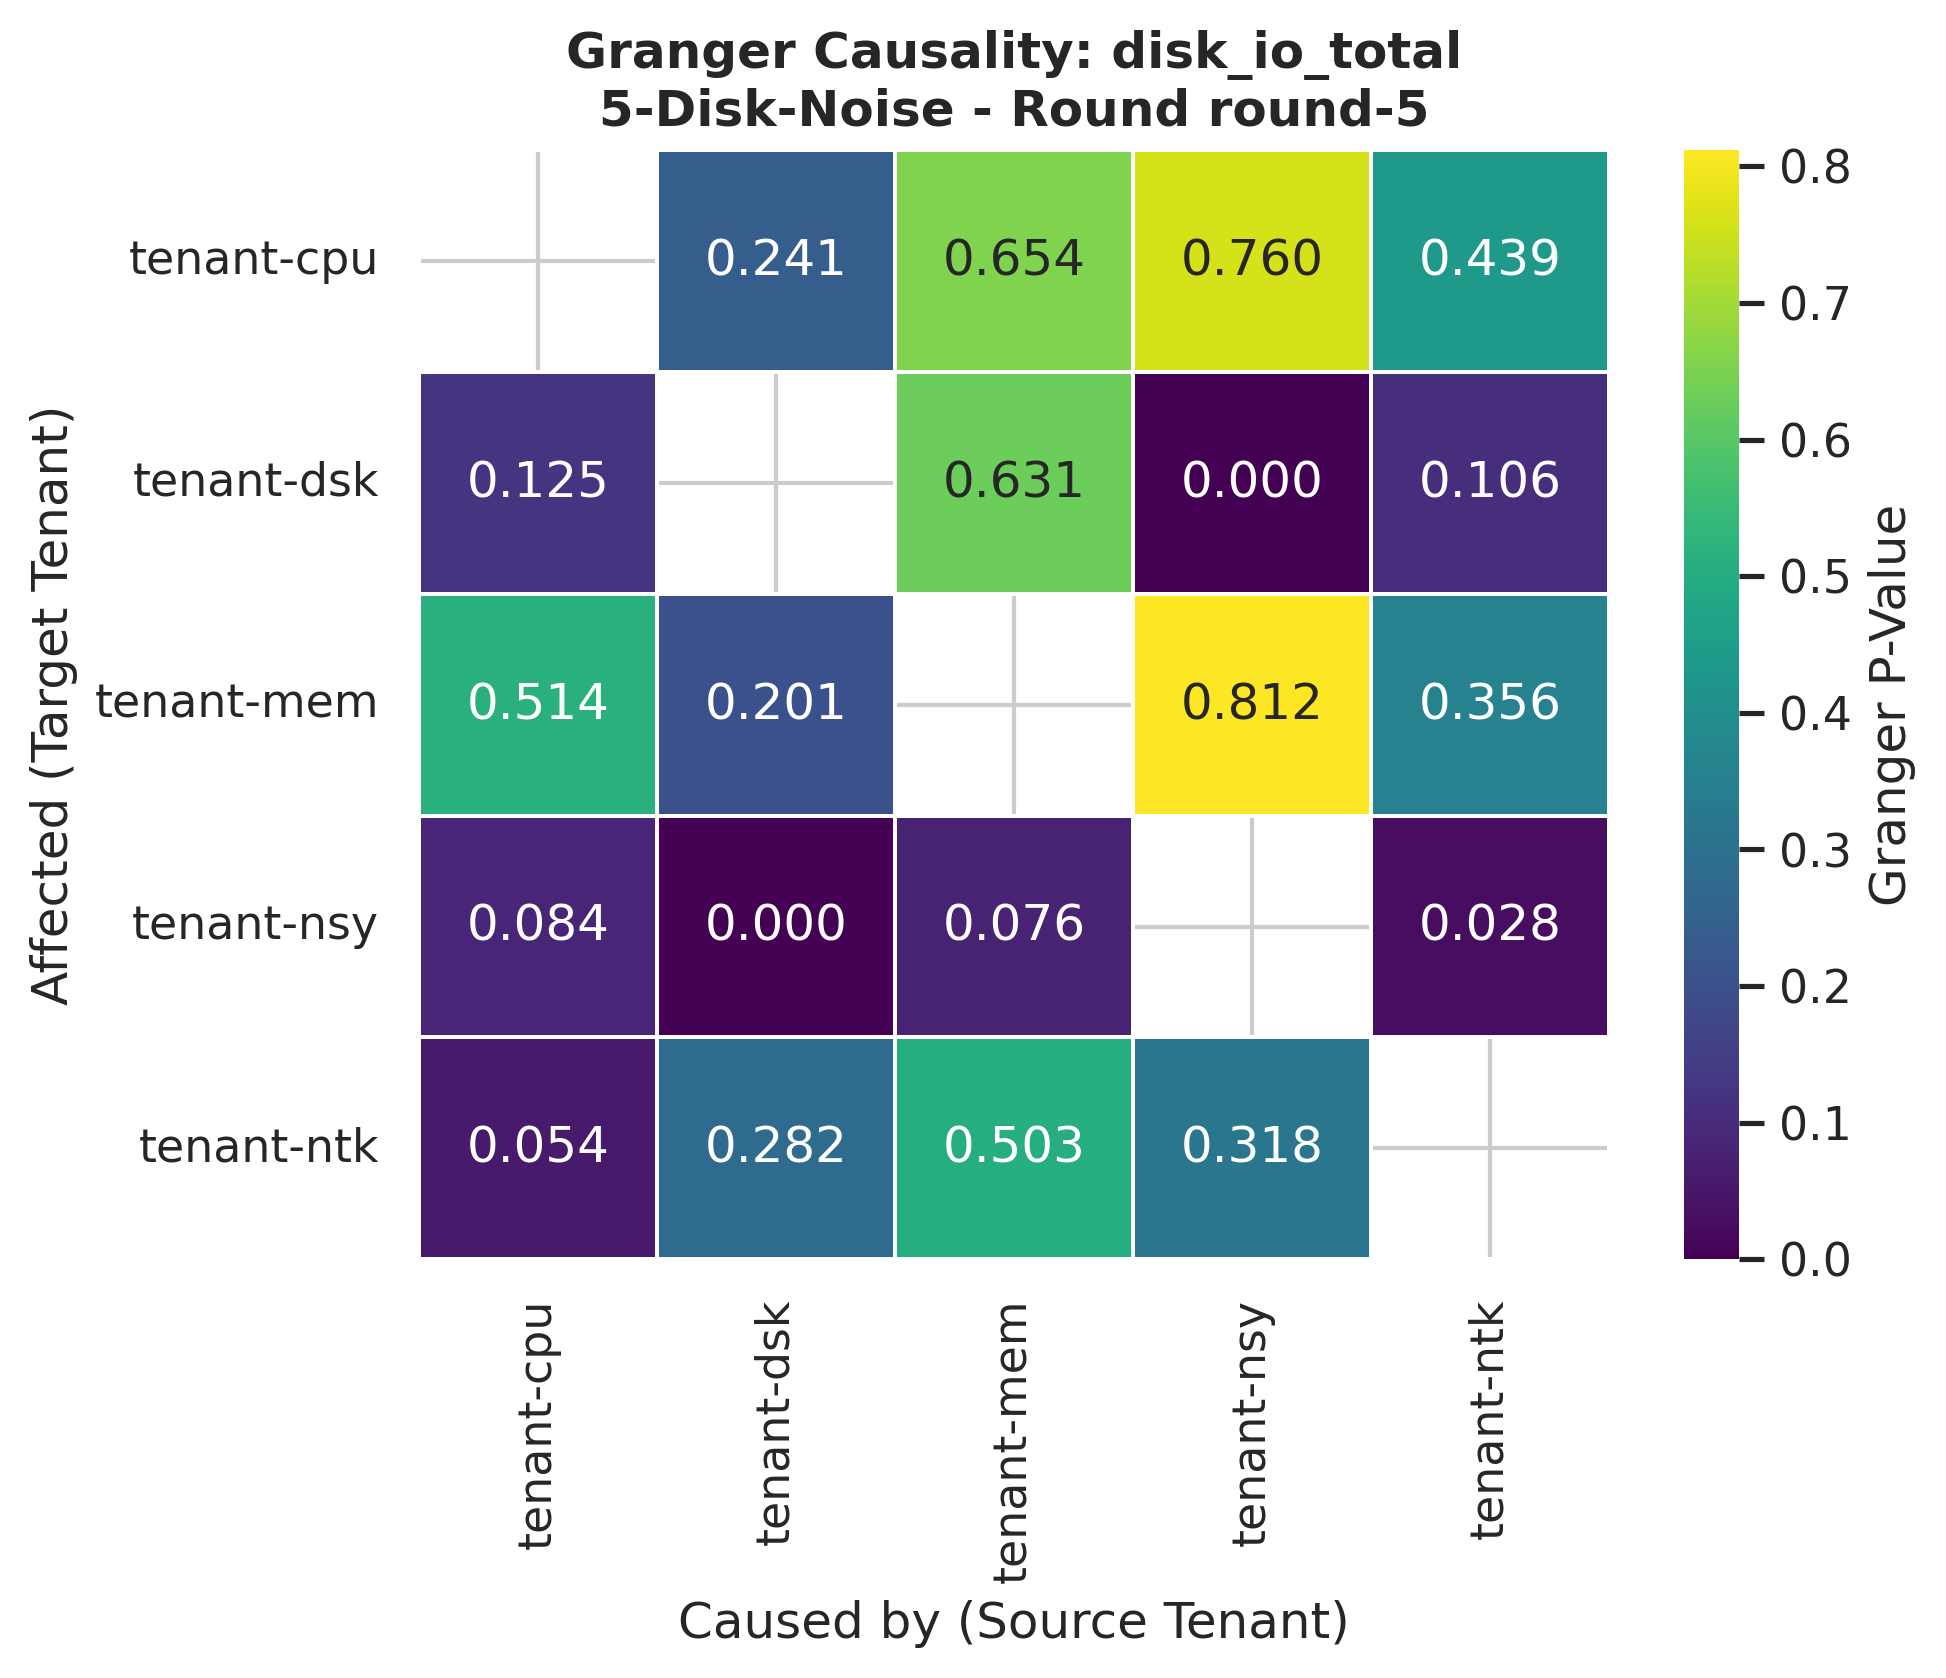 Granger Causality: disk_io_total
5-Disk-Noise - Round round-5
tenant-cpu
0.241
0.654
0.760
0.439
tenant-dsk
0.125
0.631
0.000
0.106
tenant-mem
0.514
0.201
0.812
0.356
tenant-nsy
0.084
0.000
0.076
0.028
tenant-ntk
0.054
0.282
0.503
0.318
Affected (Target Tenant)
tenant-cpu
tenant-dsk
tenant-mem
tenant-nsy
tenant-ntk
Caused by (Source Tenant)
0.8
0.7
0.6
0.5
0.4
0.3
0.2
0.1
0.0
Granger P-Value